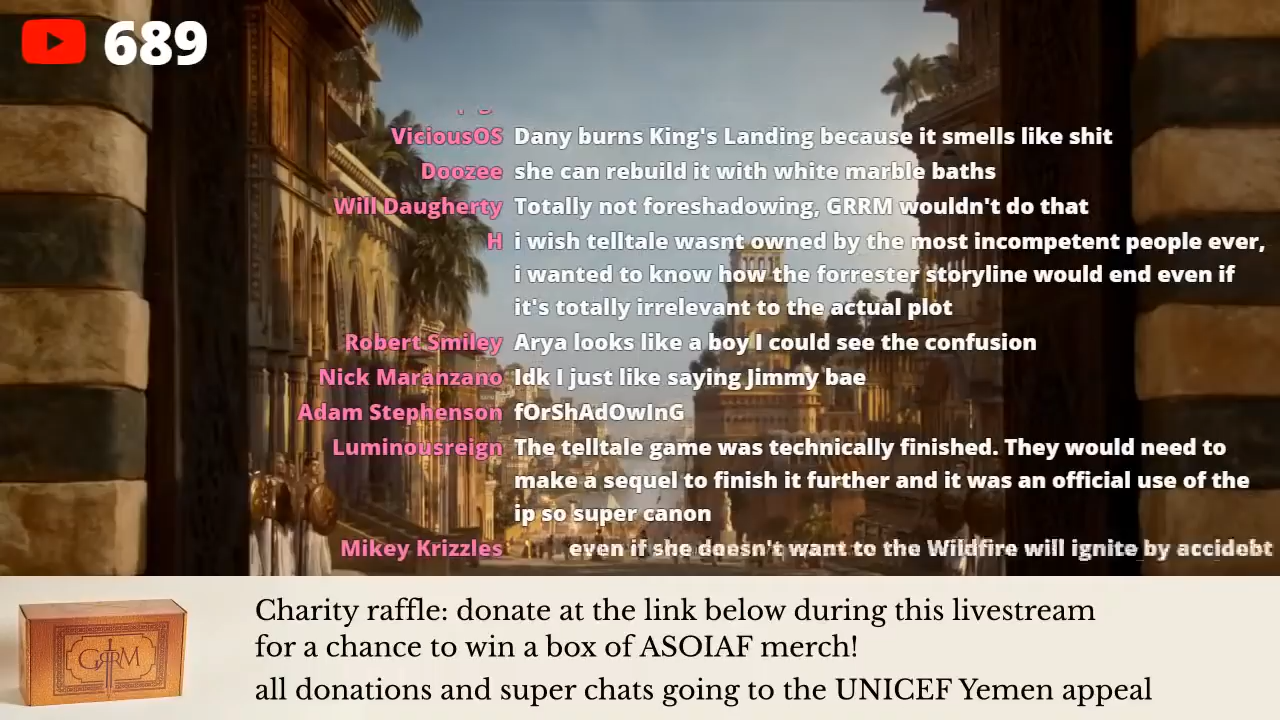 689
ViciousOS Dany burns King's Landing because it smells like shit
Doozee she can rebuild it with white marble baths
Will Daugherty Totally not foreshadowing, GRRM wouldn't do that
H i wish telltale wasnt owned by the most incompetent people ever,
i wanted to know how the forrester storyline would end even if
it's totally irrelevant to the actual plot
Robert Smiley Arya looks like a boy I could see the confusion
Nick Maranzano Idk I just like saying Jimmy bae
Adam Stephenson fOrShAdOwInG
Luminousreign The telltale game was technically finished. They would need to
make a sequel to finish it further and it was an official use of the
ip so super canon
Mikey Krizzles even if she doesn't want to the Wildfire will ignite by accidebt
GRRM
Charity raffle: donate at the link below during this livestream
for a chance to win a box of ASOIAF merch!
all donations and super chats going to the UNICEF Yemen appeal